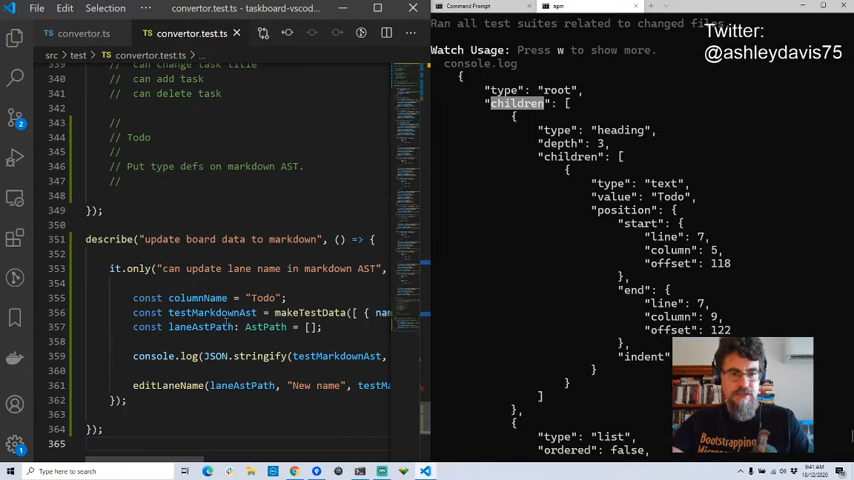 File Edit Selection ··· convertor.test.ts - taskboard-vscod...
convertor.ts
convertor.test.ts ×
src > test > convertor.test.ts > ...
339 // can change task title
340 // can add task
341 // can delete task
342
343 //
344 // Todo
345 //
346 // Put type defs on markdown AST.
347 //
348
349 });
350
351 describe("update board data to markdown", () => {
352
353 it.only("can update lane name in markdown AST",
354
355 const columnName = "Todo";
356 const testMarkdownAst = makeTestData([ { nam
357 const laneAstPath: AstPath = [];
358
359 console.log(JSON.stringify(testMarkdownAst,
360
361 editLaneName(laneAstPath, "New name", testMa
362 });
363
364 });
365
Command Prompt
npm
Ran all test suites related to changed files.
Twitter:
@ashleydavis75
Watch Usage: Press w to show more.
console.log
{
"type": "root",
"children": [
{
"type": "heading",
"depth": 3,
"children": [
{
"type": "text",
"value": "Todo",
"position": {
"start": {
"line": 7,
"column": 5,
"offset": 118
},
"end": {
"line": 7,
"column": 9,
"offset": 122
},
"indent"
}
}
]
},
{
"type": "list",
"ordered": false,
Bootstrapping
Type here to search
9:41 AM
18/12/2020